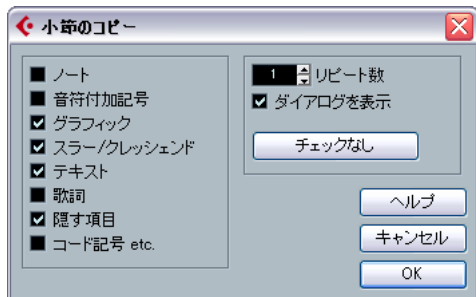 小節のコピー
ノート
音符付加記号
グラフィック
スラー/クレッシェンド
テキスト
歌詞
隠す項目
コード記号 etc.
1 リピート数
ダイアログを表示
チェックなし
ヘルプ
キャンセル
OK